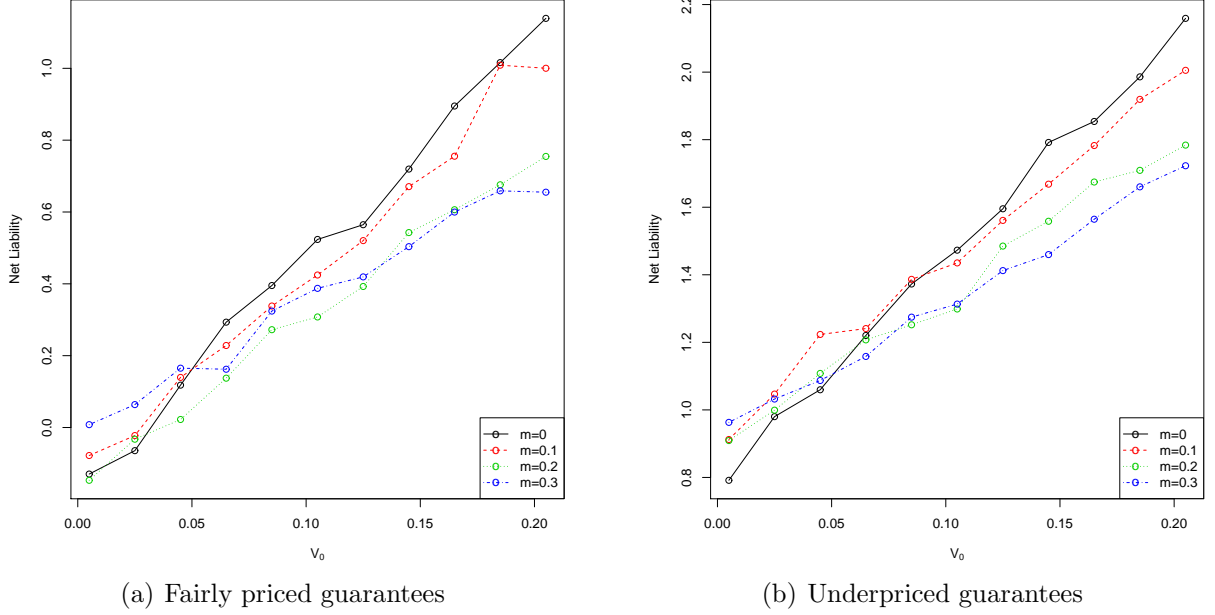 Net Liability
1.0
0.8
0.6
0.4
0.2
0.0
0.00 0.05 0.10 0.15 0.20
V0
m=0
m=0.1
m=0.2
m=0.3
(a) Fairly priced guarantees
Net Liability
2.2
2.0
1.8
1.6
1.4
1.2
1.0
0.8
0.00 0.05 0.10 0.15 0.20
V0
m=0
m=0.1
m=0.2
m=0.3
(b) Underpriced guarantees